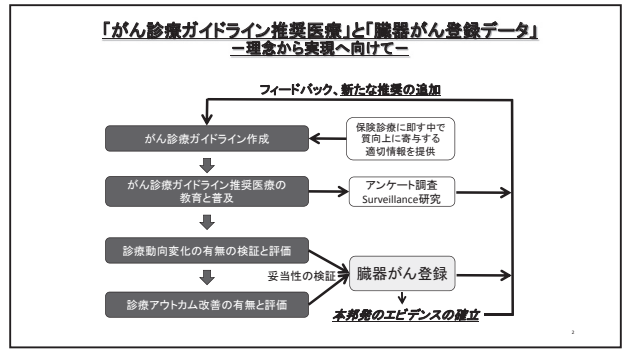 「がん診療ガイドライン推奨医療」と「臓器がん登録データ」
－理念から実現へ向けて－
フィードバック、新たな推奨の追加
がん診療ガイドライン作成
保険診療に即す中で
質向上に寄与する
適切情報を提供
がん診療ガイドライン推奨医療の
教育と普及
アンケート調査
Surveillance研究
診療動向変化の有無の検証と評価
妥当性の検証
臓器がん登録
診療アウトカム改善の有無と評価
本邦発のエビデンスの確立
2